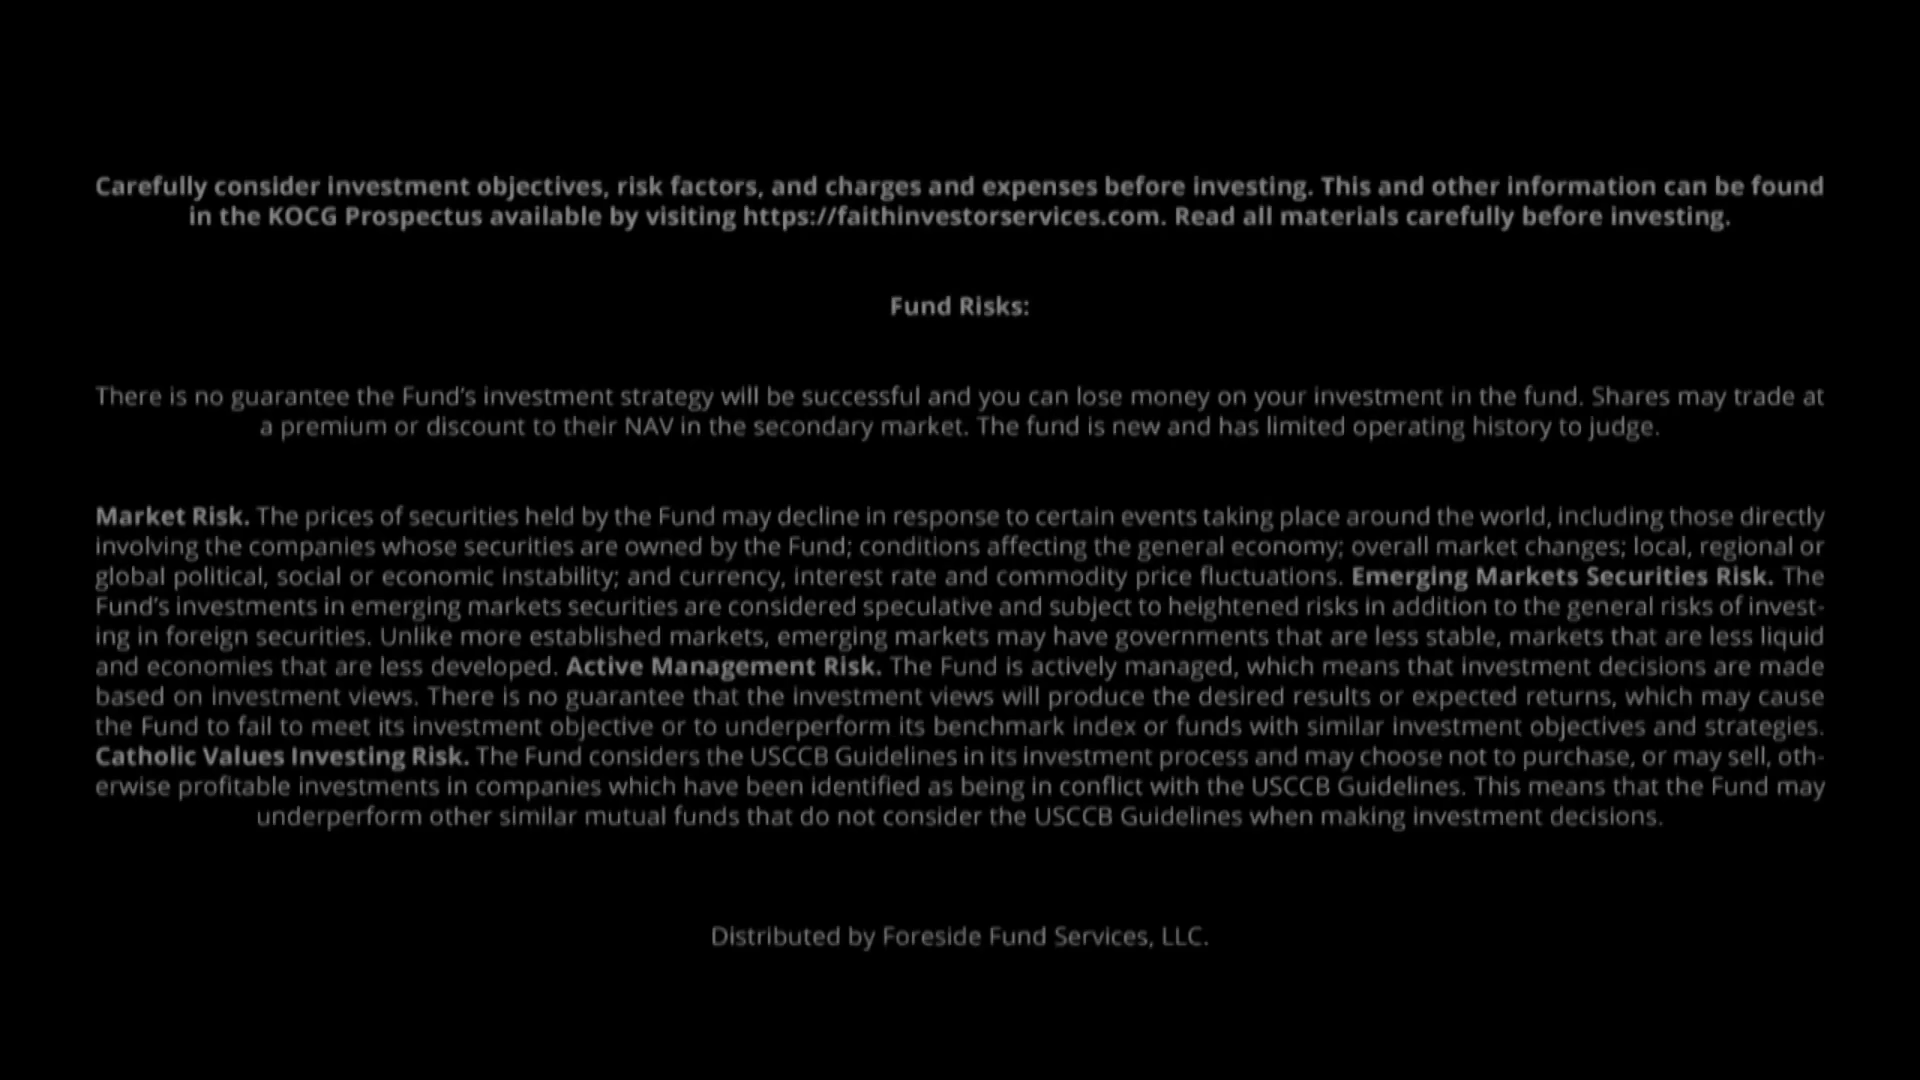 Carefully consider investment objectives, risk factors, and charges and expenses before investing. This and other information can be found
in the KOCG Prospectus available by visiting https://faithinvestorservices.com. Read all materials carefully before investing.
Fund Risks:
There is no guarantee the Fund’s investment strategy will be successful and you can lose money on your investment in the fund. Shares may trade at
a premium or discount to their NAV in the secondary market. The fund is new and has limited operating history to judge.
Market Risk. The prices of securities held by the Fund may decline in response to certain events taking place around the world, including those directly
involving the companies whose securities are owned by the Fund; conditions affecting the general economy; overall market changes; local, regional or
global political, social or economic instability; and currency, interest rate and commodity price fluctuations. Emerging Markets Securities Risk. The
Fund’s investments in emerging markets securities are considered speculative and subject to heightened risks in addition to the general risks of invest-
ing in foreign securities. Unlike more established markets, emerging markets may have governments that are less stable, markets that are less liquid
and economies that are less developed. Active Management Risk. The Fund is actively managed, which means that investment decisions are made
based on investment views. There is no guarantee that the investment views will produce the desired results or expected returns, which may cause
the Fund to fail to meet its investment objective or to underperform its benchmark index or funds with similar investment objectives and strategies.
Catholic Values Investing Risk. The Fund considers the USCCB Guidelines in its investment process and may choose not to purchase, or may sell, oth-
erwise profitable investments in companies which have been identified as being in conflict with the USCCB Guidelines. This means that the Fund may
underperform other similar mutual funds that do not consider the USCCB Guidelines when making investment decisions.
Distributed by Foreside Fund Services, LLC.